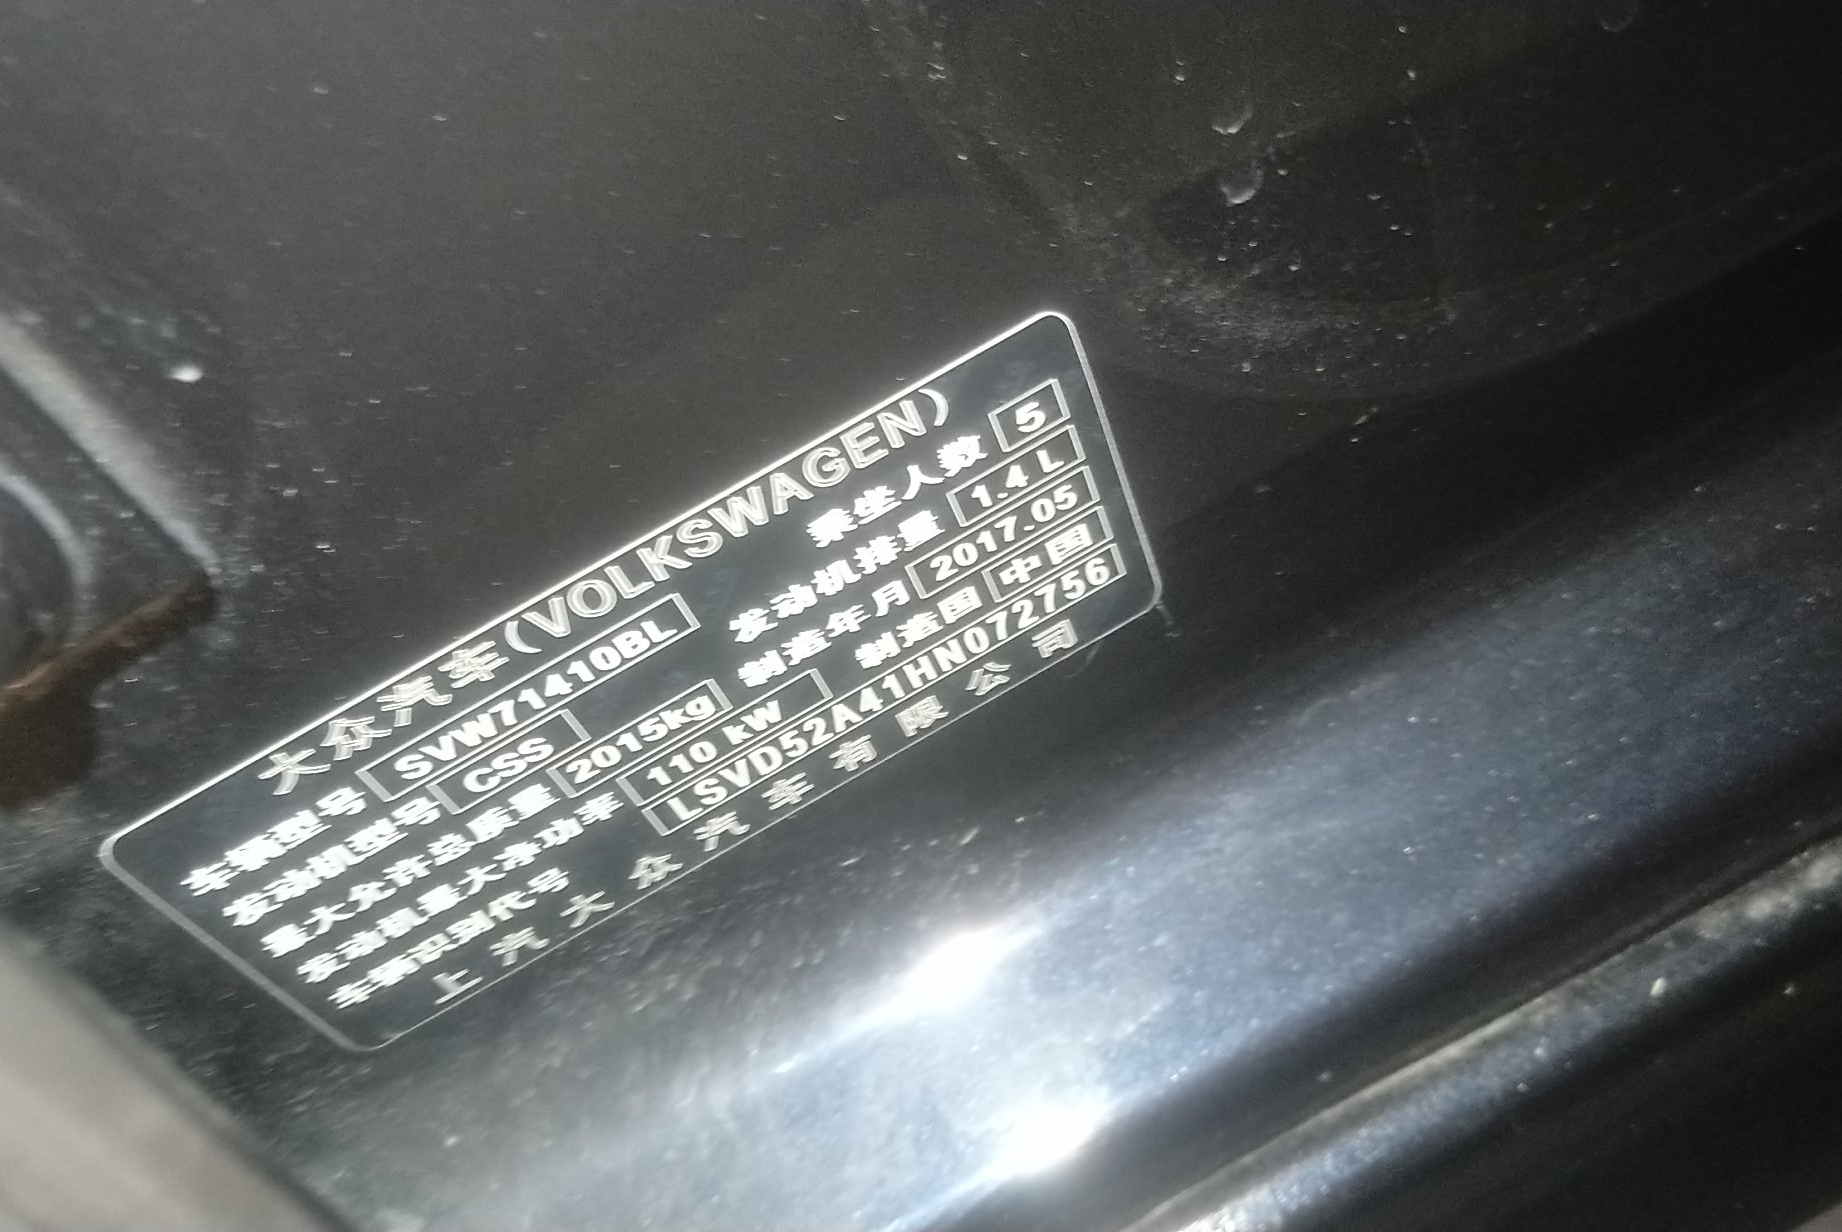 大众汽车(VOLKSWAGEN)
车辆型号 SVW71410BL 乘坐人数 5
发动机型号 CSS 发动机排量 1.4 L
最大允许总质量 2015kg 制造年月 2017.05
发动机最大净功率 110 kW 制造国 中国
车辆识别代号 LSVD52A41HN072756
上汽大众汽车有限公司